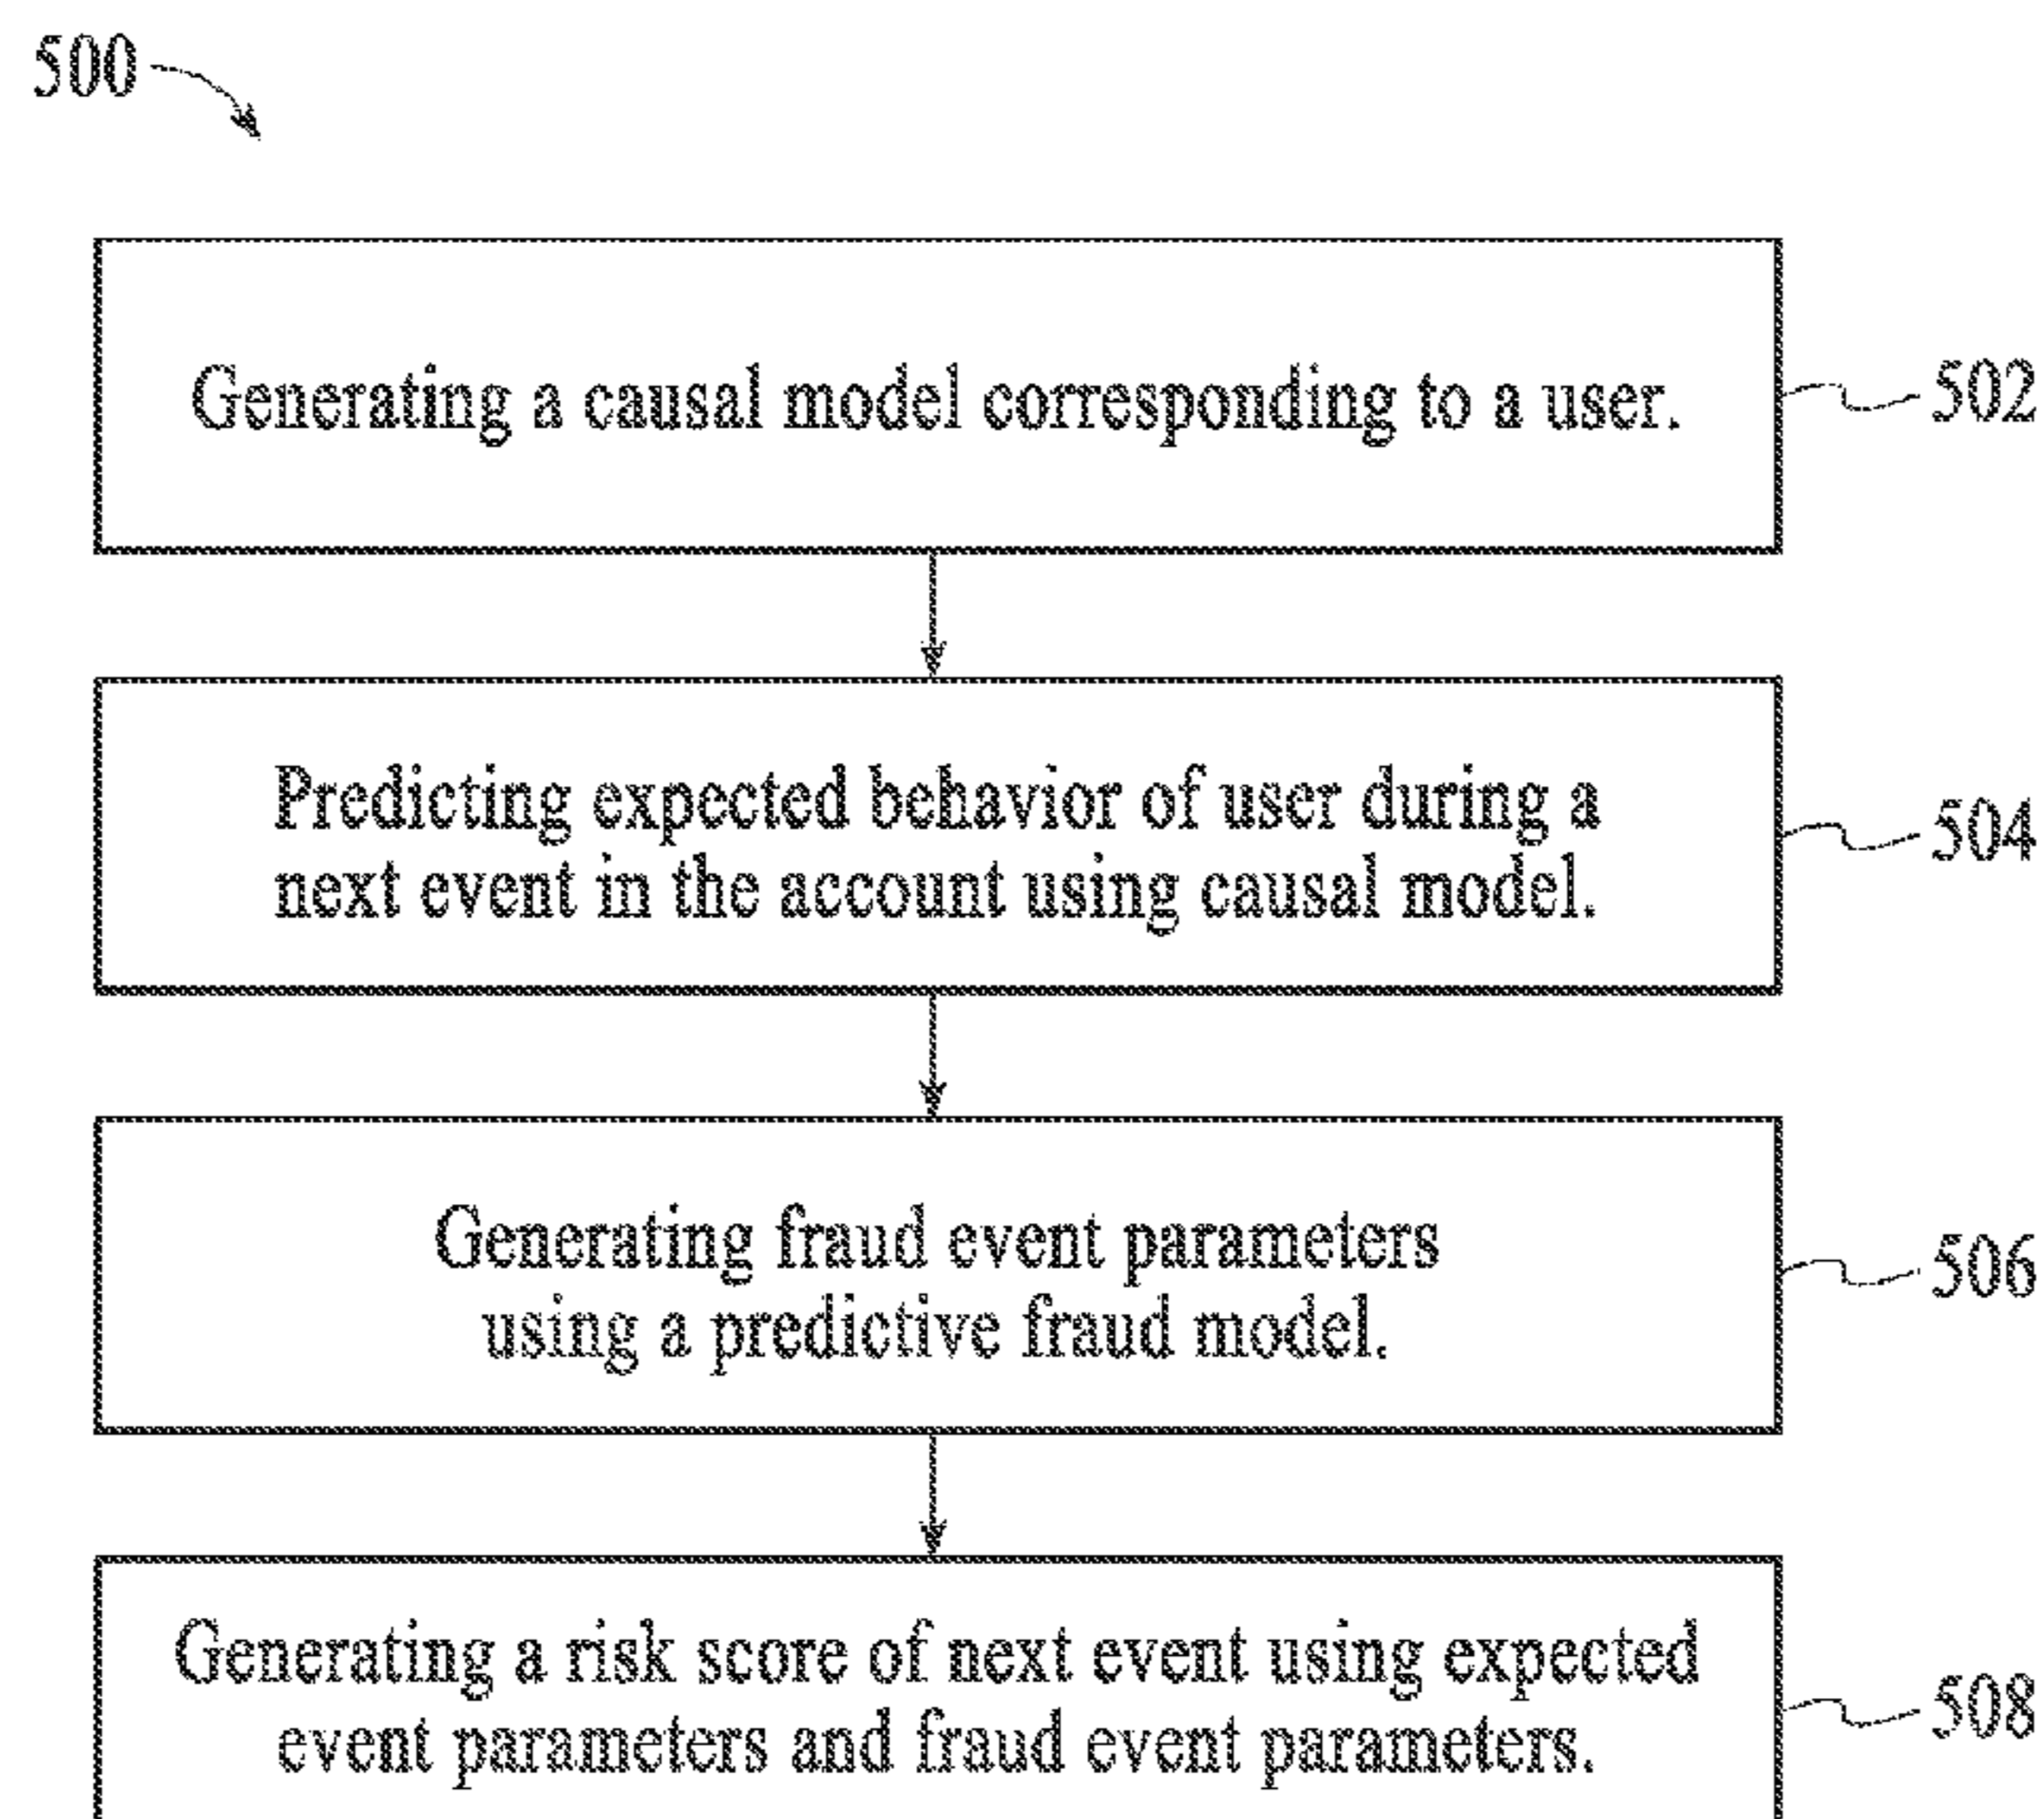 500
Generating a causal model corresponding to a user.
502
Predicting expected behavior of user during a
next event in the account using causal model.
504
Generating fraud event parameters
using a predictive fraud model.
506
Generating a risk score of next event using expected
event parameters and fraud event parameters.
508